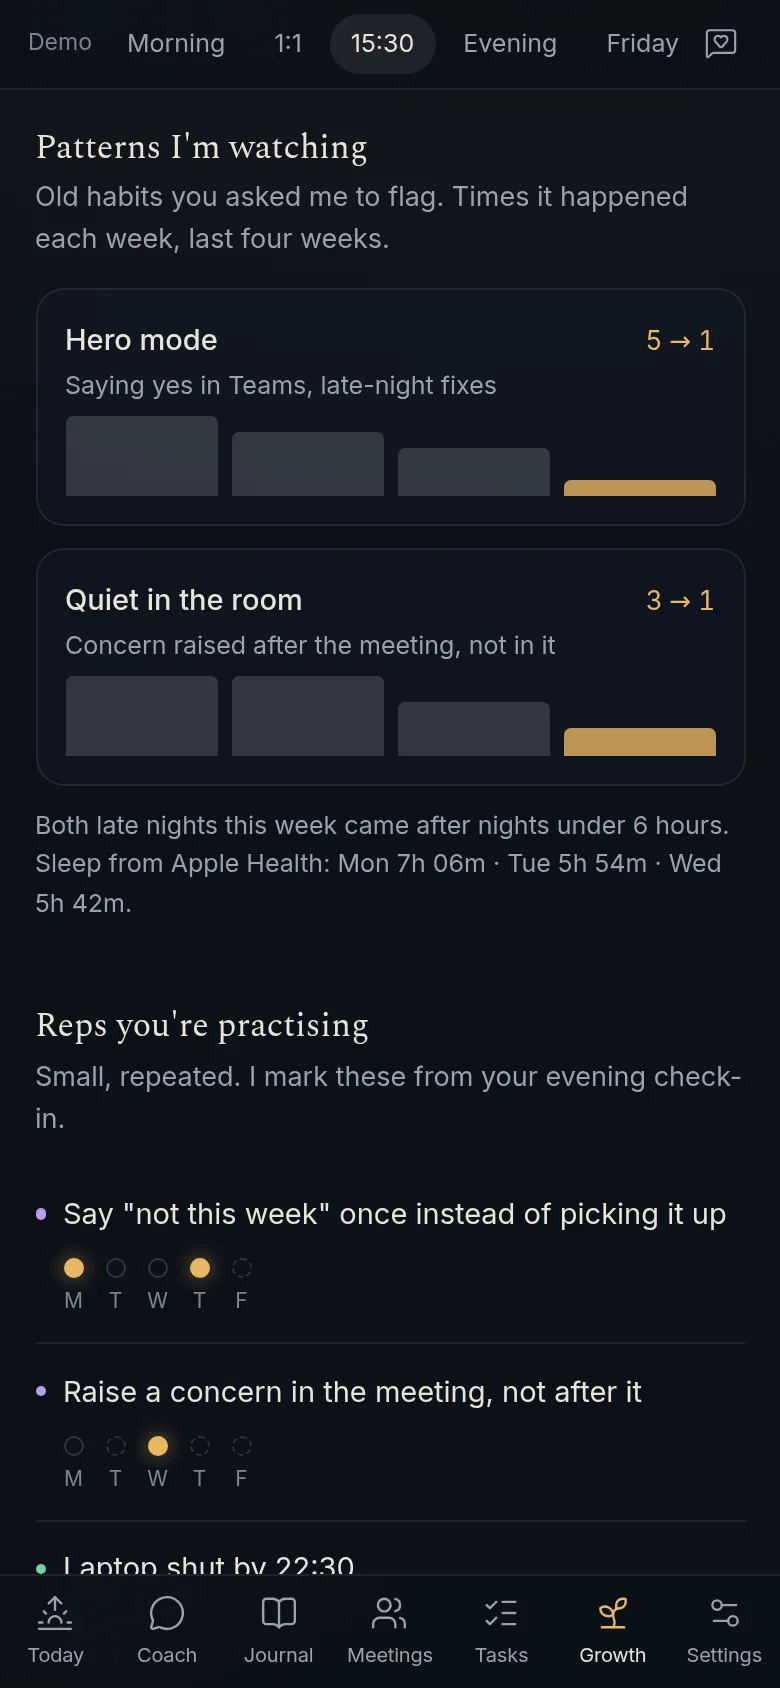 Demo Morning 1:1 15:30 Evening Friday
Patterns I'm watching
Old habits you asked me to flag. Times it happened
each week, last four weeks.
Hero mode 5 → 1
Saying yes in Teams, late-night fixes
Quiet in the room 3 → 1
Concern raised after the meeting, not in it
Both late nights this week came after nights under 6 hours.
Sleep from Apple Health: Mon 7h 06m · Tue 5h 54m · Wed
5h 42m.
Reps you're practising
Small, repeated. I mark these from your evening check-
in.
Say "not this week" once instead of picking it up
M T W T F
Raise a concern in the meeting, not after it
M T W T F
Laptop shut by 22:30
Today Coach Journal Meetings Tasks Growth Settings